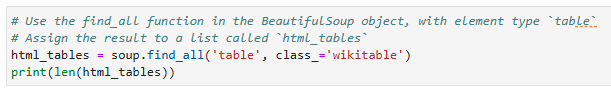 # Use the find_all function in the BeautifulSoup object, with element type `table`
# Assign the result to a list called `html_tables`
html_tables = soup.find_all('table', class_='wikitable')
print(len(html_tables))